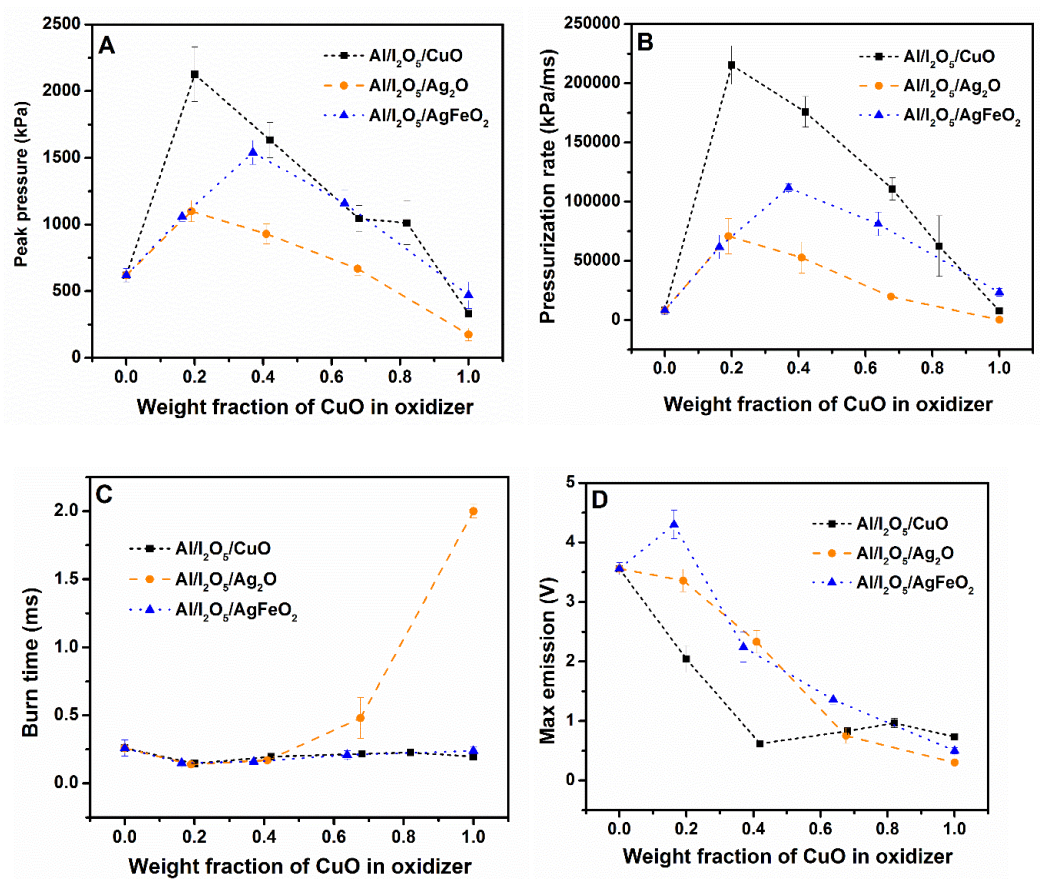 A
Peak pressure (kPa)
2500
2000
1500
1000
500
0
Al/I₂O₅/CuO
Al/I₂O₅/Ag₂O
Al/I₂O₅/AgFeO₂
0.0 0.2 0.4 0.6 0.8 1.0
Weight fraction of CuO in oxidizer
B
Pressurization rate (kPa/ms)
250000
200000
150000
100000
50000
0
Al/I₂O₅/CuO
Al/I₂O₅/Ag₂O
Al/I₂O₅/AgFeO₂
0.0 0.2 0.4 0.6 0.8 1.0
Weight fraction of CuO in oxidizer
C
Burn time (ms)
2.0
1.5
1.0
0.5
0.0
Al/I₂O₅/CuO
Al/I₂O₅/Ag₂O
Al/I₂O₅/AgFeO₂
0.0 0.2 0.4 0.6 0.8 1.0
Weight fraction of CuO in oxidizer
D
Max emission (V)
5
4
3
2
1
0
Al/I₂O₅/CuO
Al/I₂O₅/Ag₂O
Al/I₂O₅/AgFeO₂
0.0 0.2 0.4 0.6 0.8 1.0
Weight fraction of CuO in oxidizer